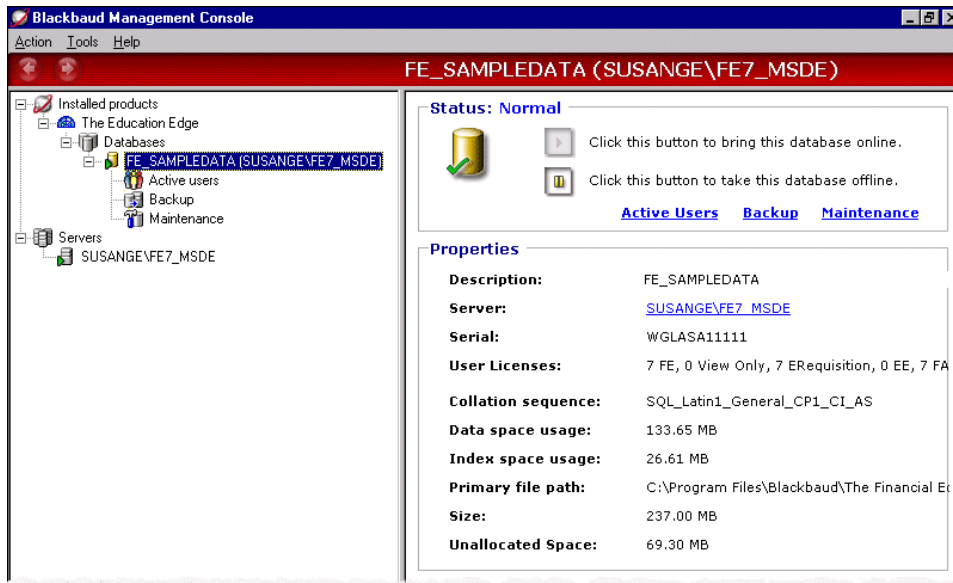 Blackbaud Management Console
Action Tools Help
FE_SAMPLEDATA (SUSANGE\FE7_MSDE)
Installed products
The Education Edge
Databases
FE_SAMPLEDATA (SUSANGE\FE7_MSDE)
Active users
Backup
Maintenance
Servers
SUSANGE\FE7_MSDE
Status: Normal
Click this button to bring this database online.
Click this button to take this database offline.
Active Users Backup Maintenance
Properties
Description: FE_SAMPLEDATA
Server: SUSANGE\FE7_MSDE
Serial: WGLASA11111
User Licenses: 7 FE, 0 View Only, 7 ERequisition, 0 EE, 7 FA
Collation sequence: SQL_Latin1_General_CP1_CI_AS
Data space usage: 133.65 MB
Index space usage: 26.61 MB
Primary file path: C:\Program Files\Blackbaud\The Financial Ed
Size: 237.00 MB
Unallocated Space: 69.30 MB